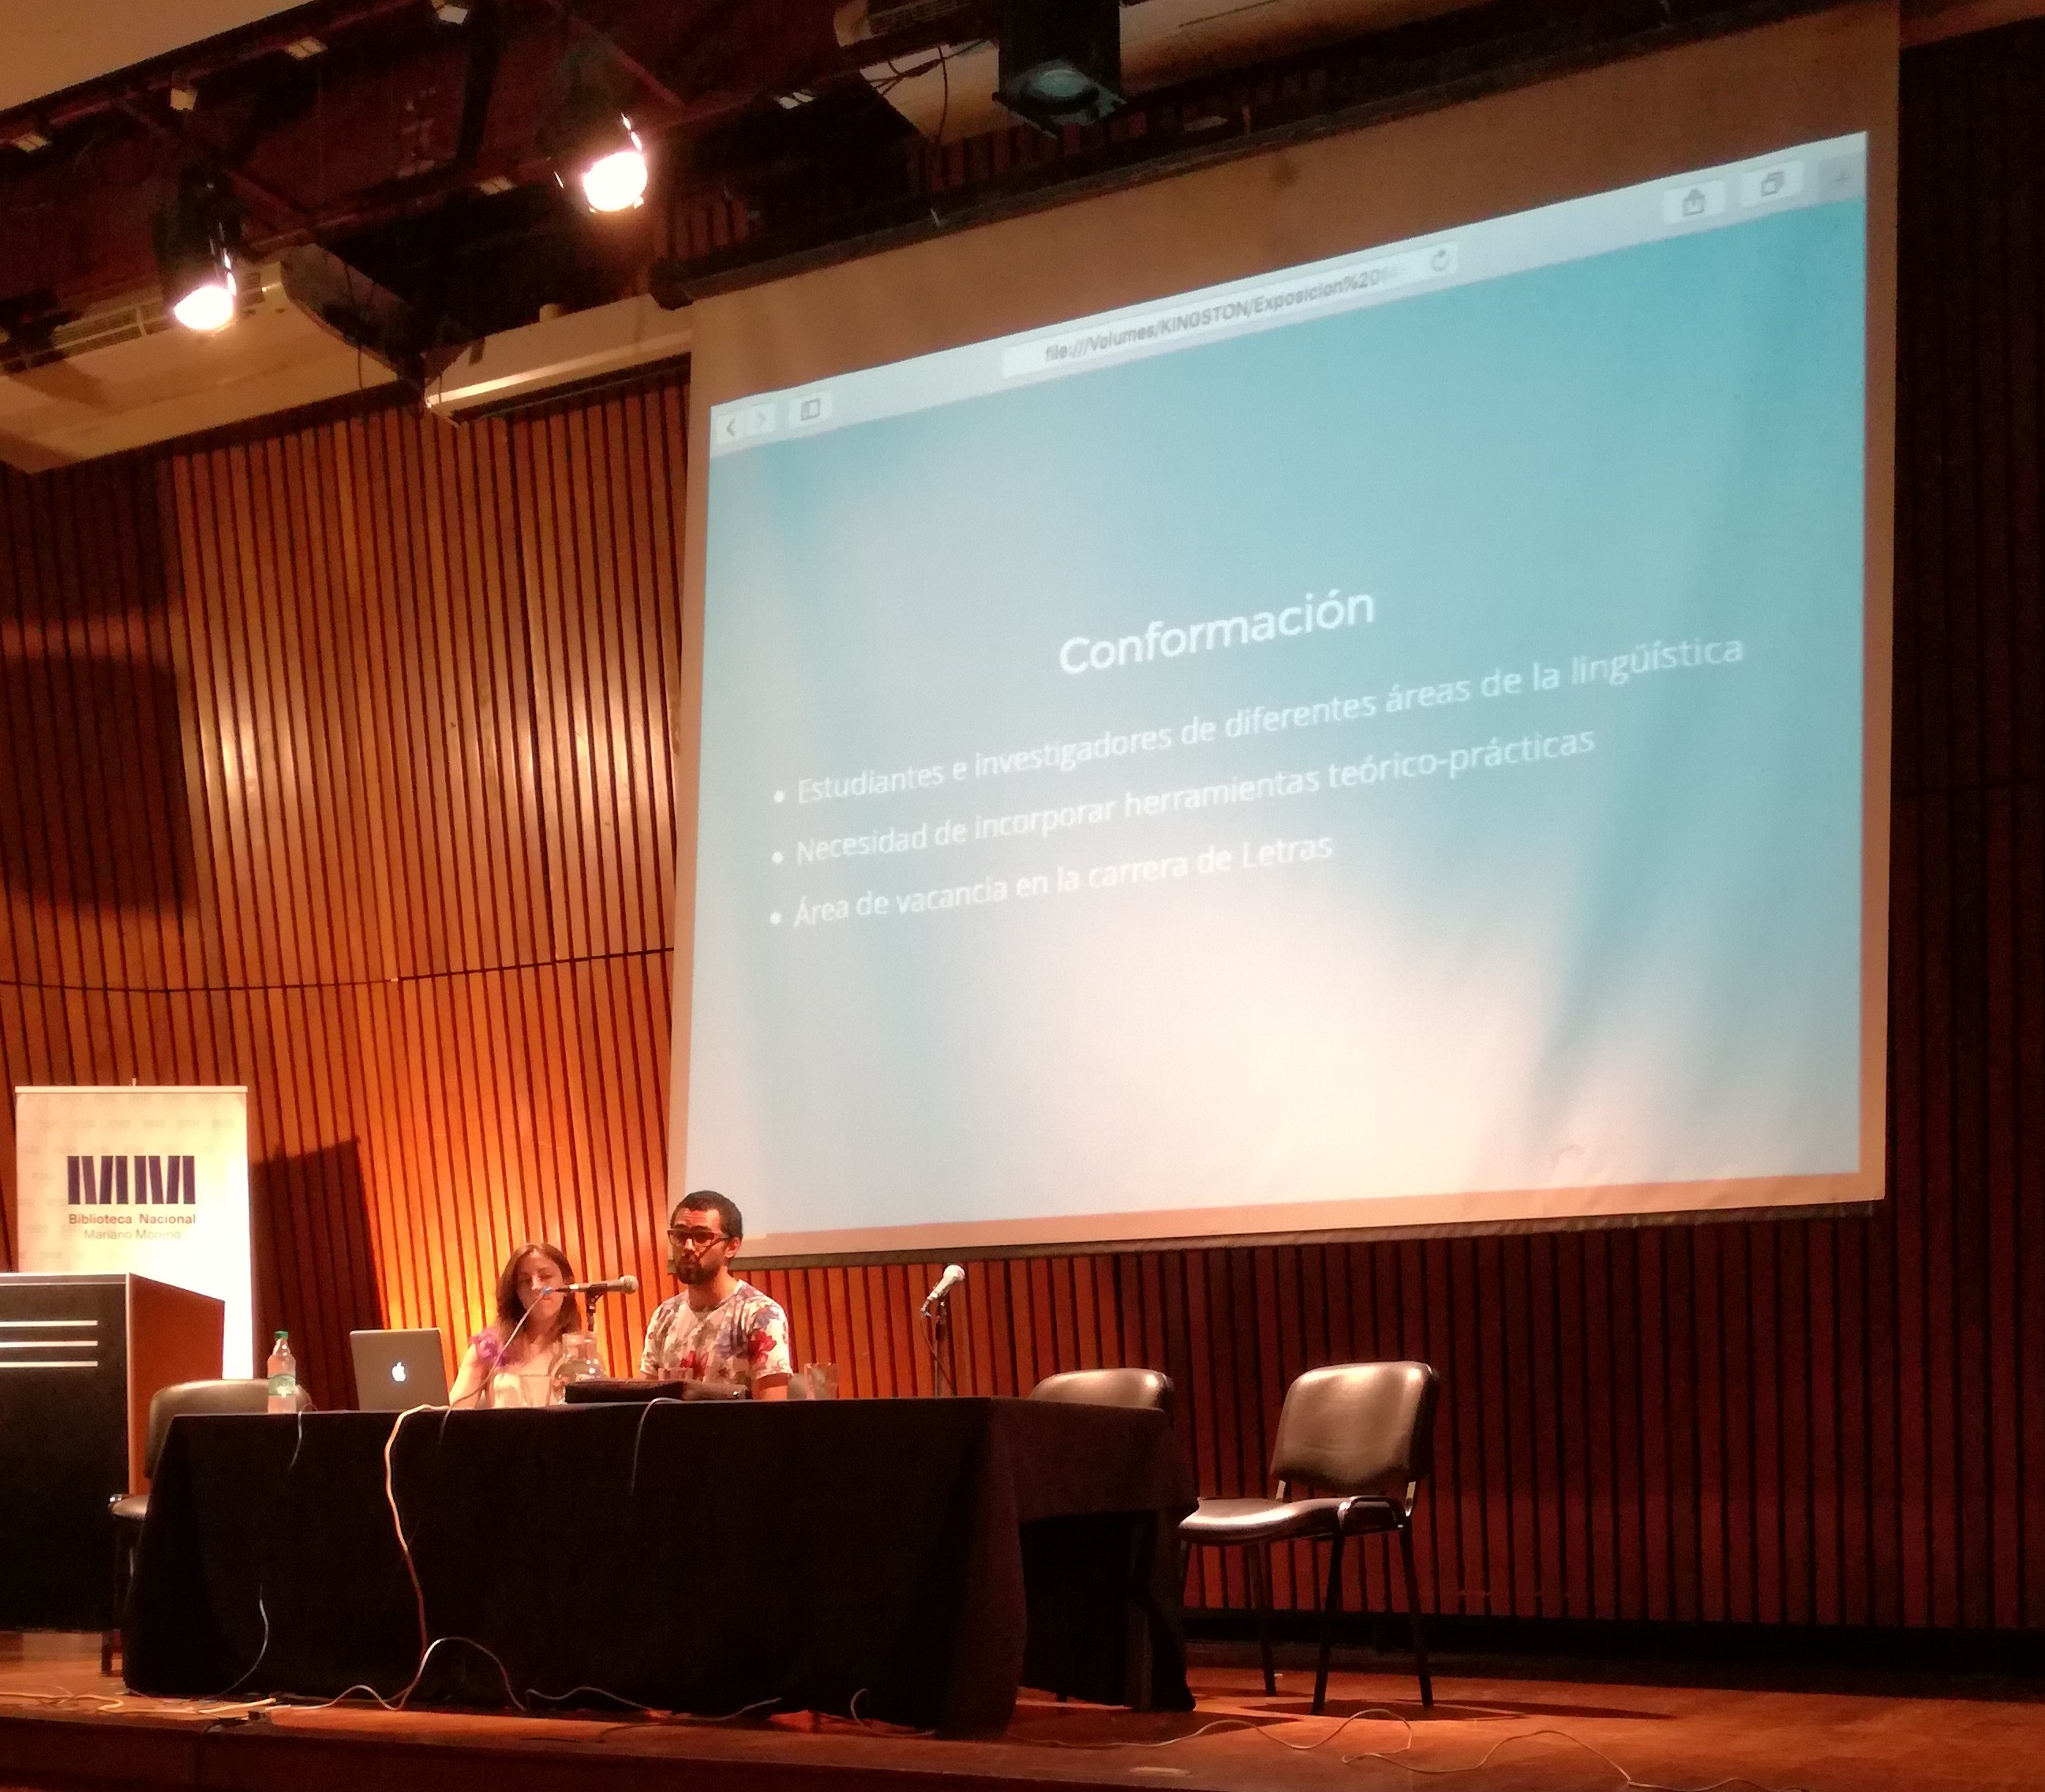 file:///Volumes/KINGSTON/Exposicion%20
Conformación
• Estudiantes e investigadores de diferentes áreas de la lingüística
• Necesidad de incorporar herramientas teórico-prácticas
• Área de vacancia en la carrera de Letras
Biblioteca Nacional
Mariano Moreno